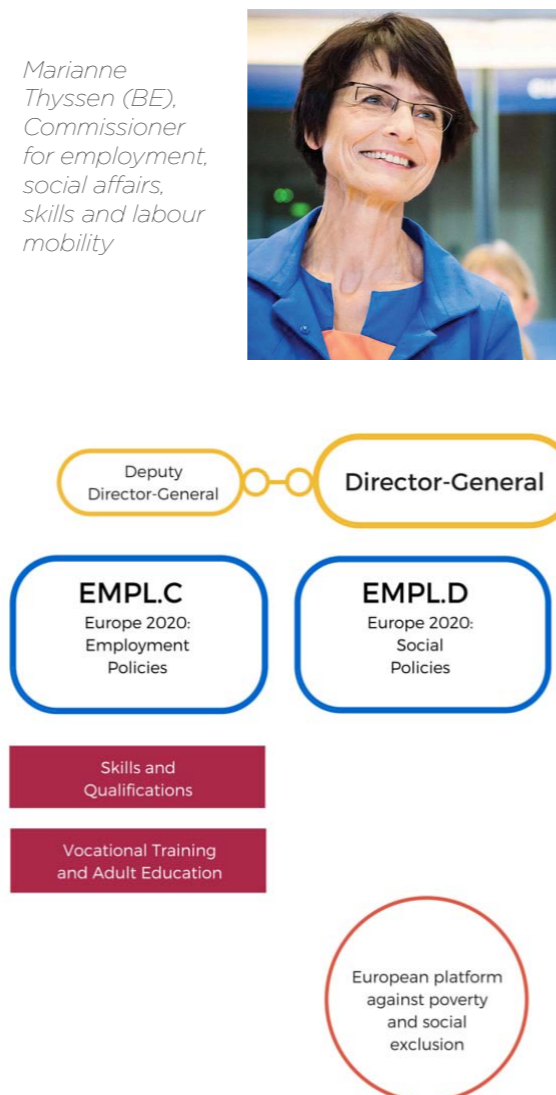 Marianne
Thyssen (BE),
Commissioner
for employment,
social affairs,
skills and labour
mobility
Deputy
Director-General
Director-General
EMPL.C
Europe 2020:
Employment
Policies
EMPL.D
Europe 2020:
Social
Policies
Skills and
Qualifications
Vocational Training
and Adult Education
European platform
against poverty
and social
exclusion